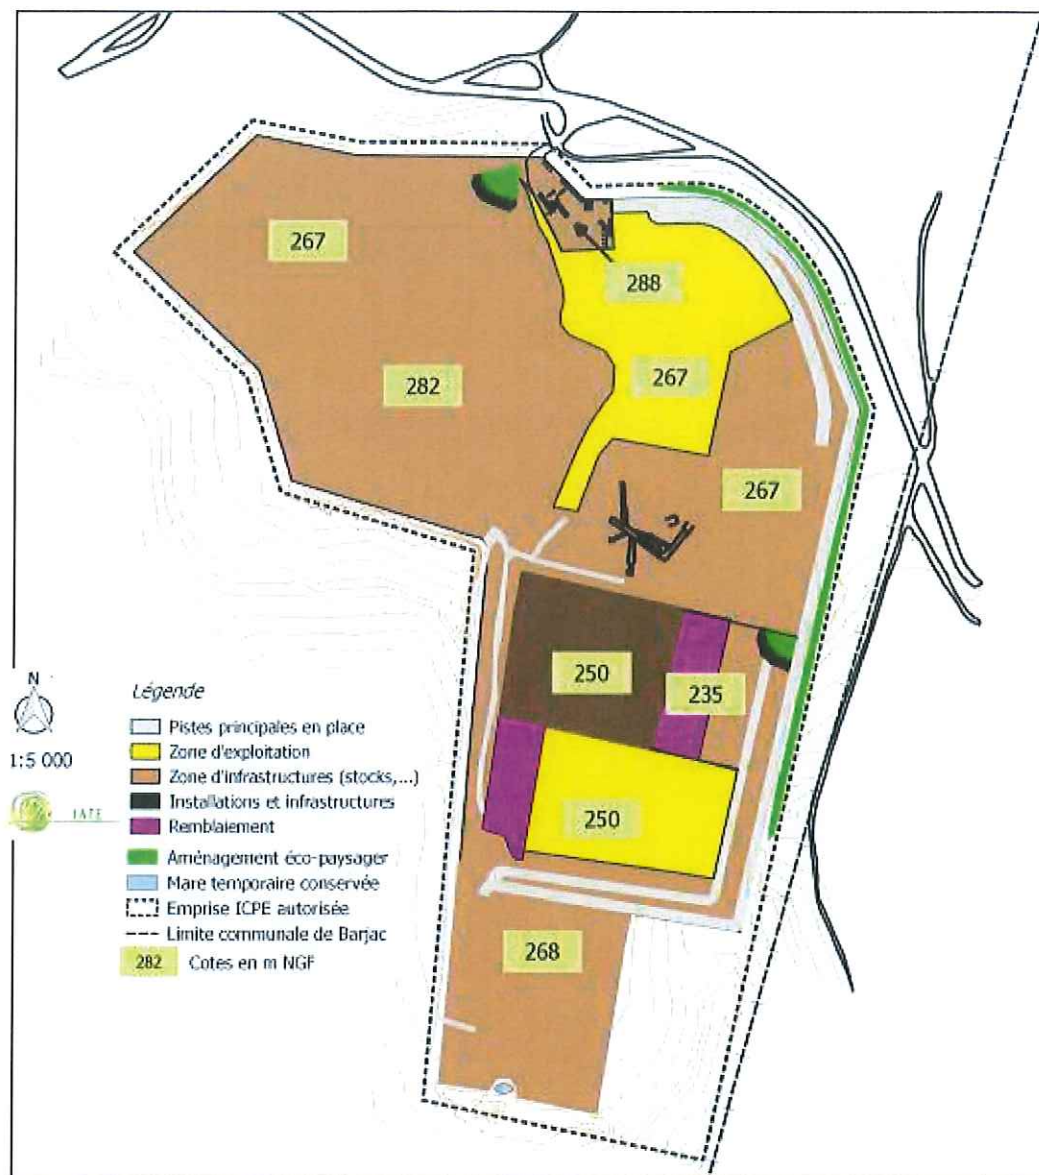 267
288
282
267
267
250
235
250
268
N
1:5 000
Légende
Pistes principales en place
Zone d'exploitation
Zone d'infrastructures (stocks,...)
Installations et infrastructures
Remblaiement
Aménagement éco-paysager
Mare temporaire conservée
Emprise ICPE autorisée
Limite communale de Barjac
282 Cotes en m NGF